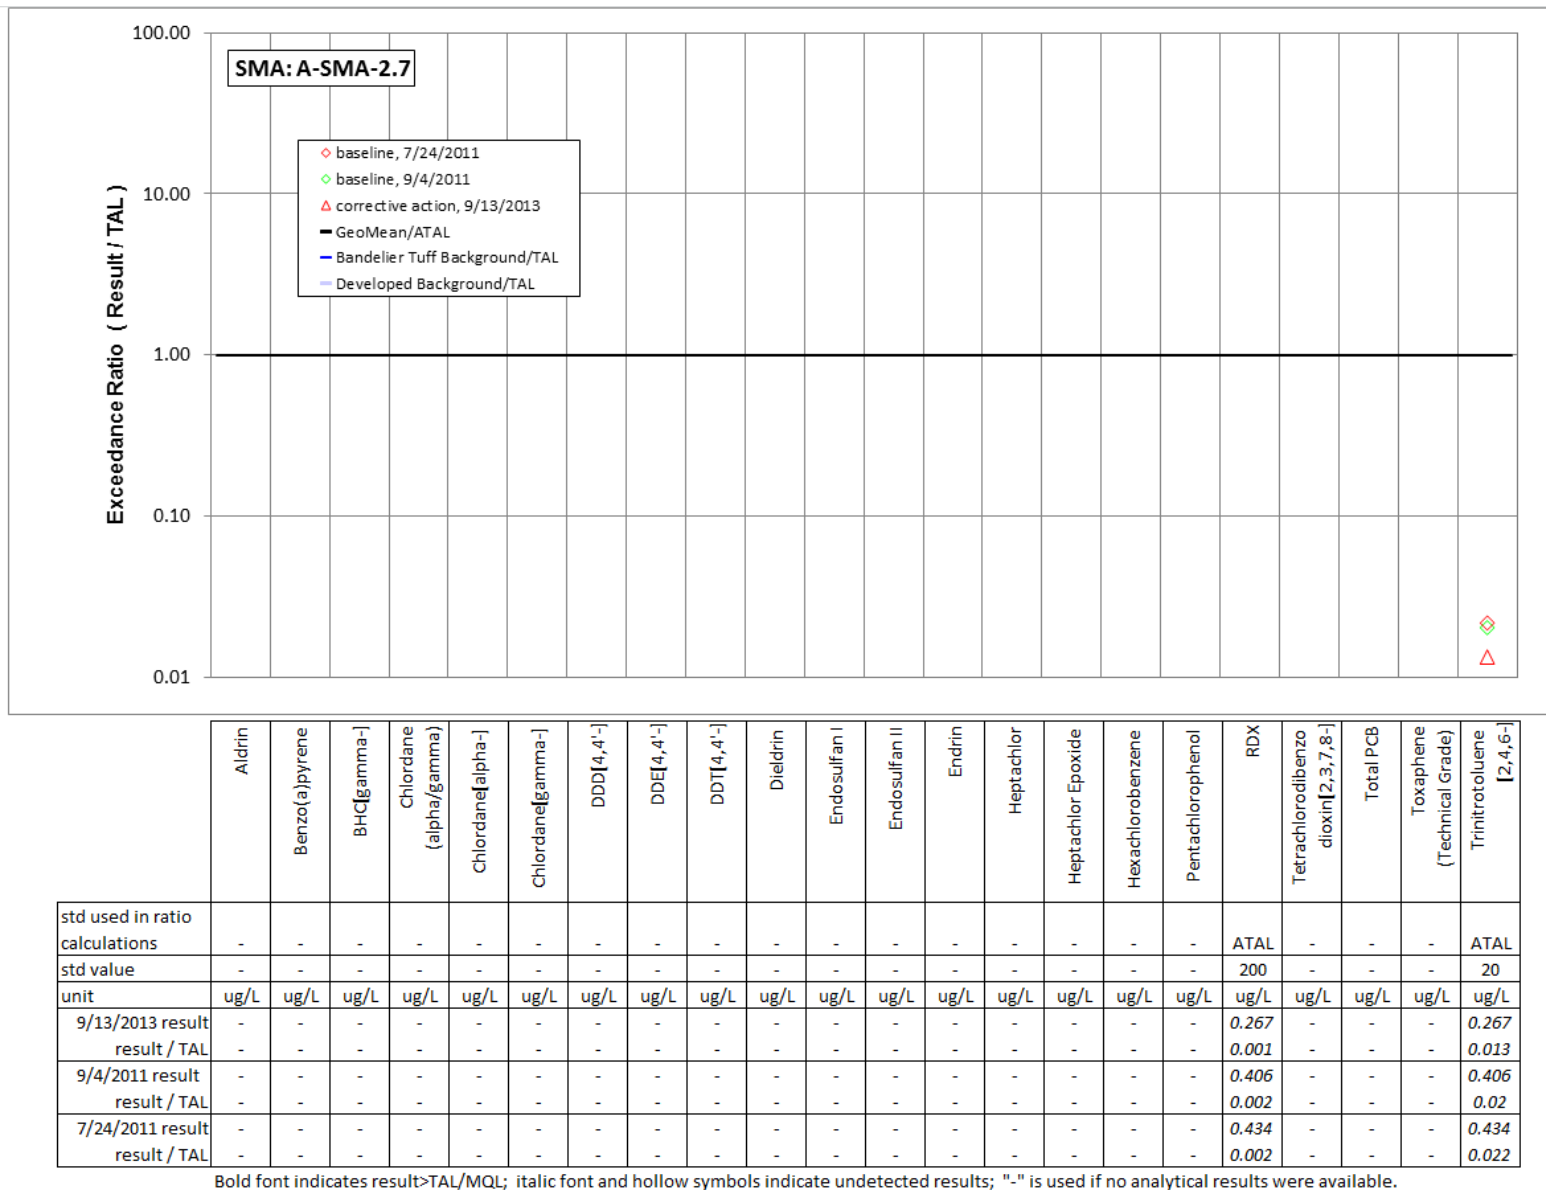 100.00
SMA: A-SMA-2.7
baseline, 7/24/2011
baseline, 9/4/2011
corrective action, 9/13/2013
GeoMean/ATAL
Bandelier Tuff Background/TAL
Developed Background/TAL
Exceedance Ratio ( Result / TAL )
10.00
1.00
0.10
0.01
Aldrin
Benzo(a)pyrene
BHC[gamma-]
Chlordane
(alpha/gamma)
Chlordane[alpha-]
Chlordane[gamma-]
DDD[4,4'-]
DDE[4,4'-]
DDT[4,4'-]
Dieldrin
Endosulfan I
Endosulfan II
Endrin
Heptachlor
Heptachlor Epoxide
Hexachlorobenzene
Pentachlorophenol
RDX
Tetrachlorodibenzo
dioxin[2,3,7,8-]
Total PCB
Toxaphene
(Technical Grade)
Trinitrotoluene
[2,4,6-]
std used in ratio
calculations - - - - - - - - - - - - - - - - - ATAL - - - ATAL
std value - - - - - - - - - - - - - - - - - 200 - - - 20
unit ug/L ug/L ug/L ug/L ug/L ug/L ug/L ug/L ug/L ug/L ug/L ug/L ug/L ug/L ug/L ug/L ug/L ug/L ug/L ug/L ug/L ug/L
9/13/2013 result - - - - - - - - - - - - - - - - - 0.267 - - - 0.267
result / TAL - - - - - - - - - - - - - - - - - 0.001 - - - 0.013
9/4/2011 result - - - - - - - - - - - - - - - - - 0.406 - - - 0.406
result / TAL - - - - - - - - - - - - - - - - - 0.002 - - - 0.02
7/24/2011 result - - - - - - - - - - - - - - - - - 0.434 - - - 0.434
result / TAL - - - - - - - - - - - - - - - - - 0.002 - - - 0.022
Bold font indicates result>TAL/MQL; italic font and hollow symbols indicate undetected results; "-" is used if no analytical results were available.